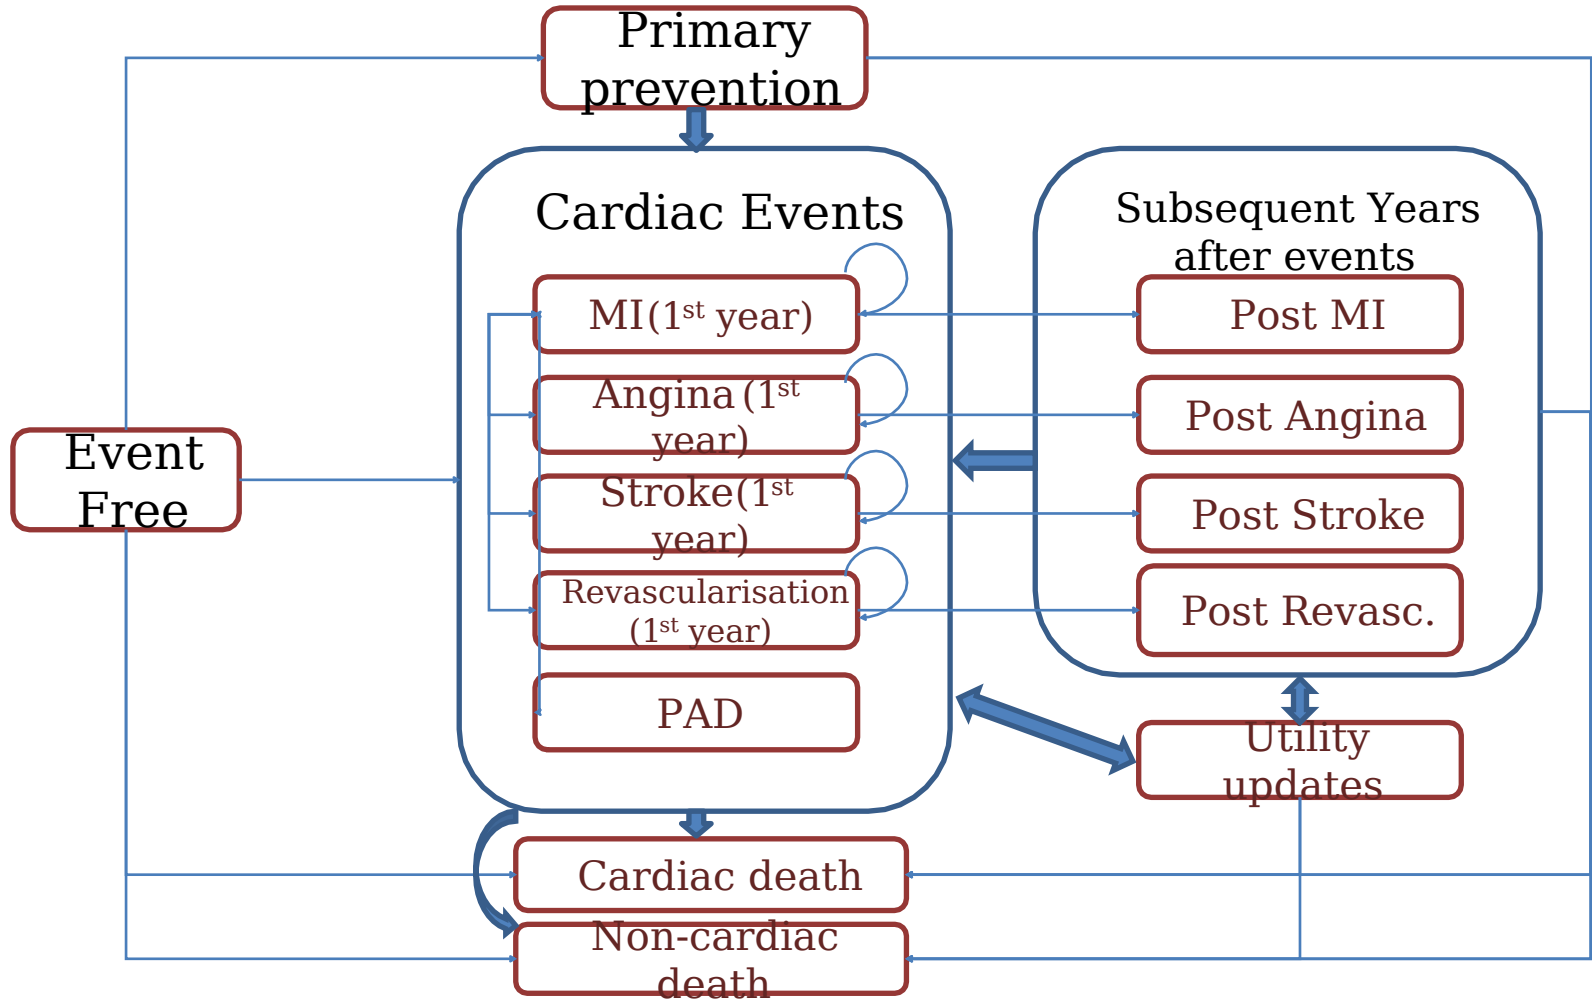 Primary
prevention
Cardiac Events
Subsequent Years
after events
MI(1st year)
Post MI
Angina (1st
year)
Post Angina
Event
Free
Stroke(1st
year)
Post Stroke
Revascularisation
(1st year)
Post Revasc.
PAD
Utility
updates
Cardiac death
Non-cardiac
death